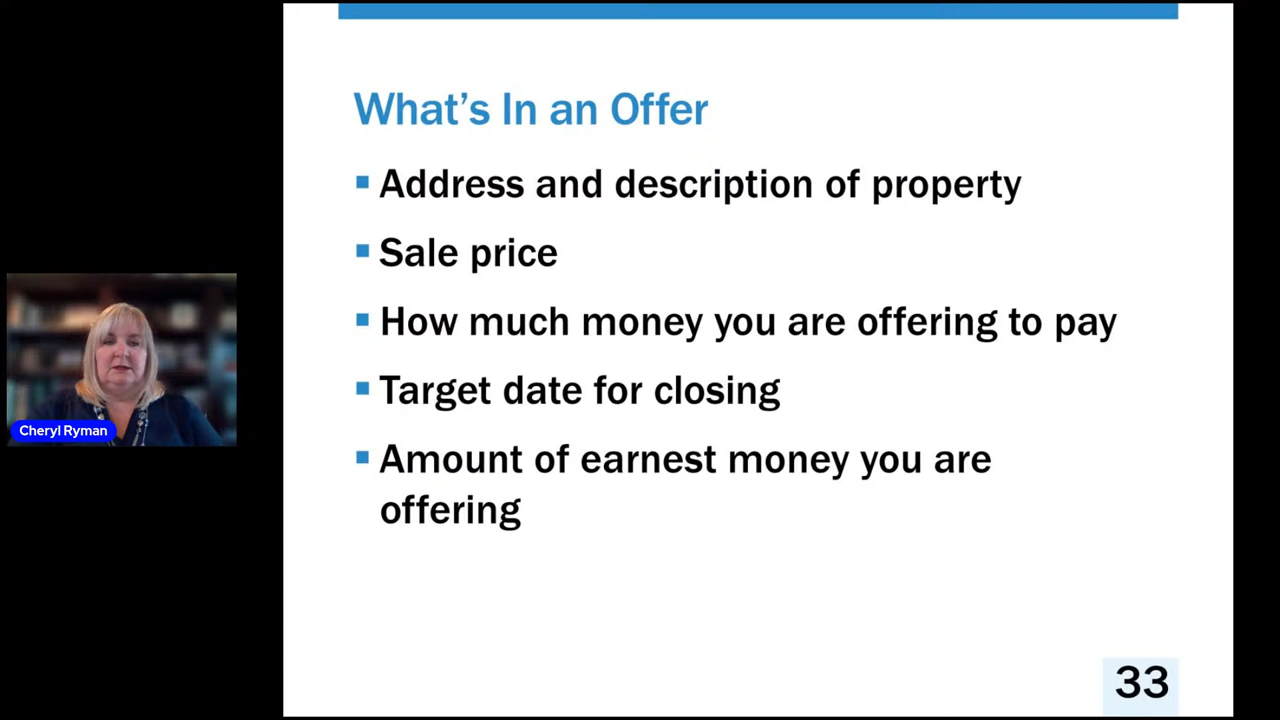 What's In an Offer
Address and description of property
Sale price
How much money you are offering to pay
Target date for closing
Amount of earnest money you are
offering
Cheryl Ryman
33